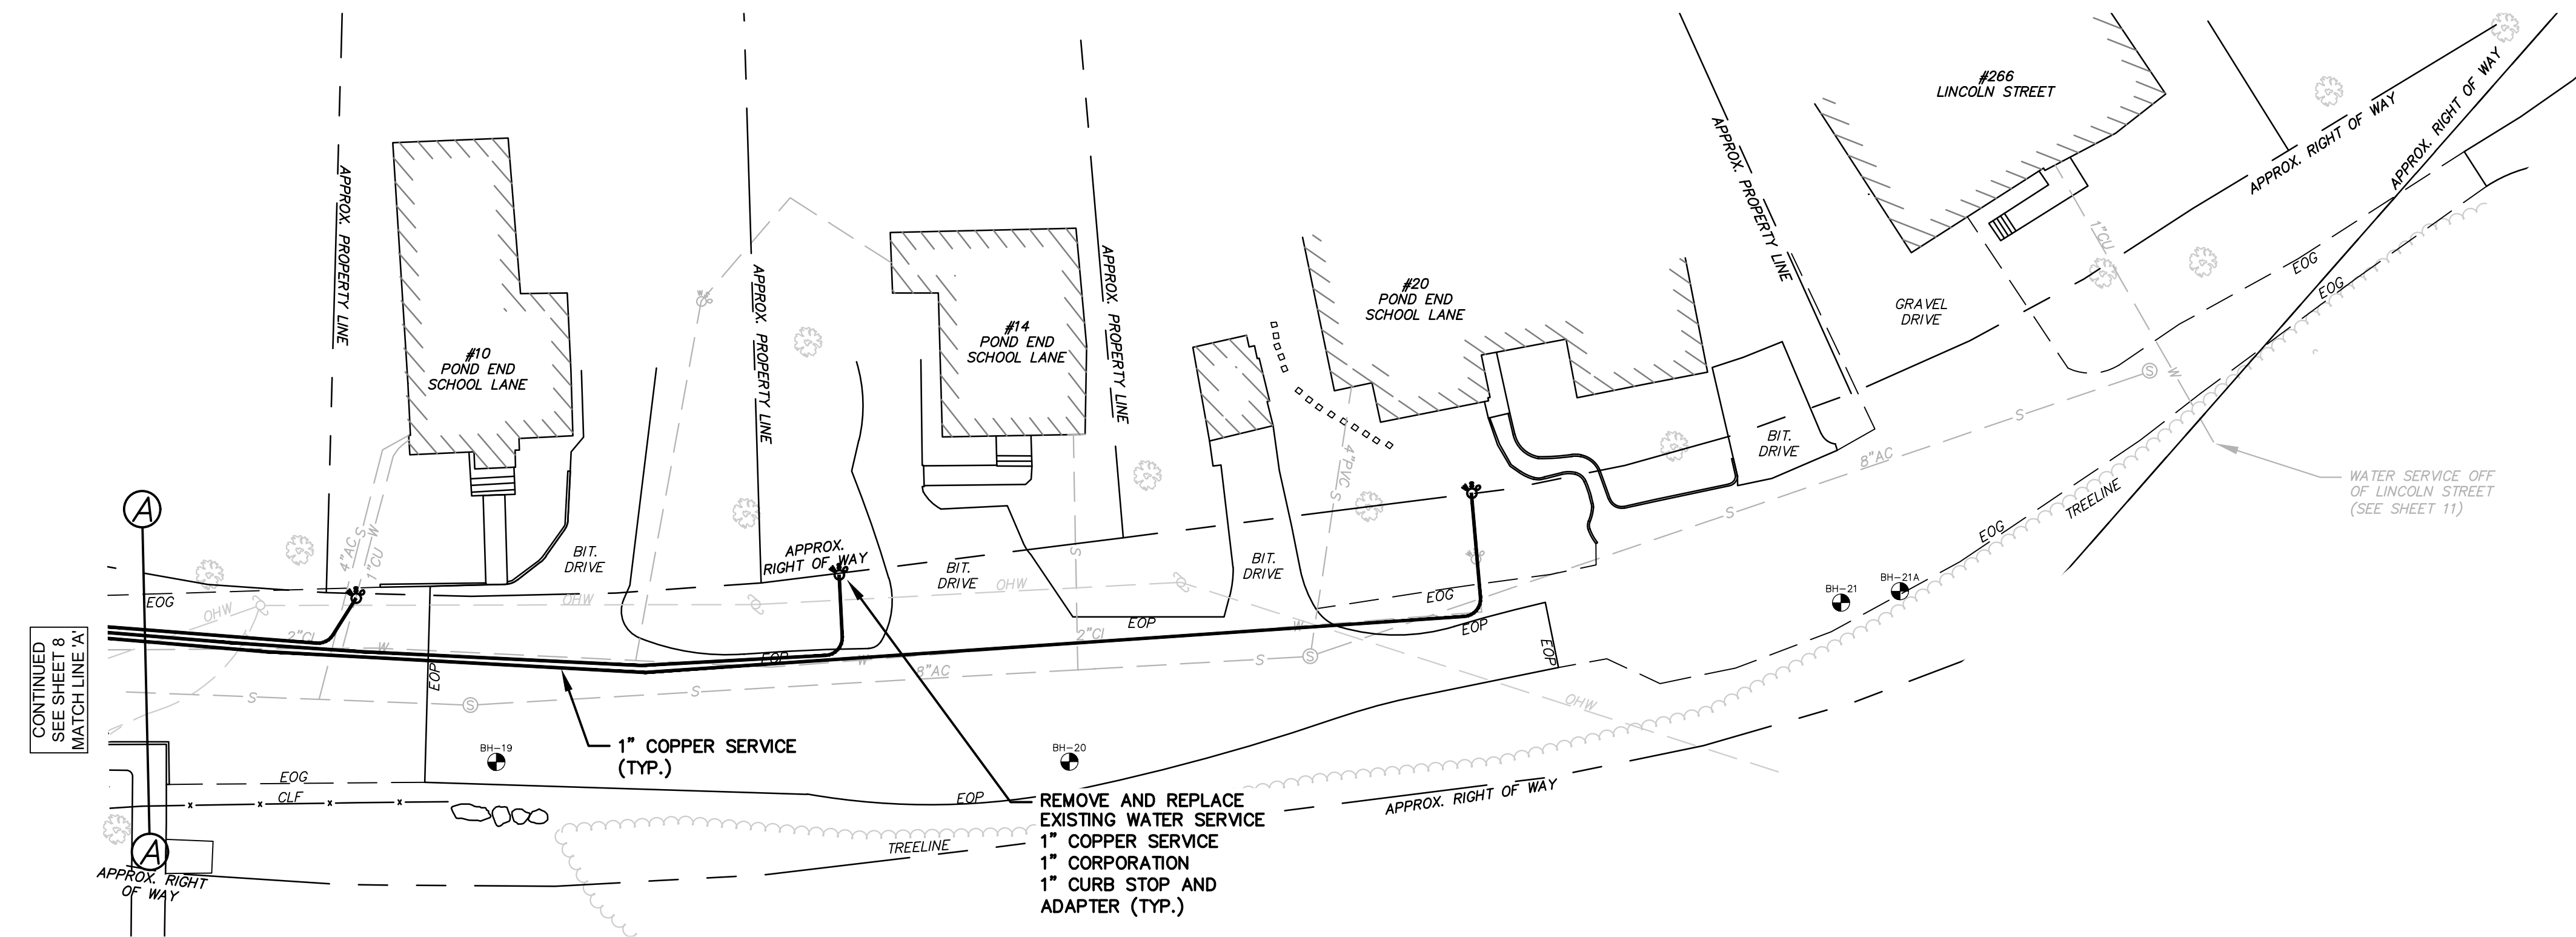 #266
LINCOLN STREET
APPROX. RIGHT OF WAY
APPROX. RIGHT OF WAY
APPROX. PROPERTY LINE
APPROX. PROPERTY LINE
APPROX. PROPERTY LINE
APPROX. PROPERTY LINE
#10
POND END
SCHOOL LANE
#14
POND END
SCHOOL LANE
#20
POND END
SCHOOL LANE
GRAVEL
DRIVE
1"CU
EOG
EOG
W
S
S
BIT.
DRIVE
8"AC
S
4"PVC
S
WATER SERVICE OFF
OF LINCOLN STREET
(SEE SHEET 11)
TREELINE
EOG
A
4"AC
S
1"CU
W
BIT.
DRIVE
APPROX.
RIGHT OF WAY
BIT.
DRIVE
S
BIT.
DRIVE
OHW
OHW
OHW
EOG
EOG
BH-21
BH-21A
EOP
EOP
EOP
2"CI
W
2"CI
W
W
EOP
EOP
8"AC
S
S
S
S
S
OHW
CONTINUED
SEE SHEET 8
MATCH LINE 'A'
BH-19
1" COPPER SERVICE
(TYP.)
BH-20
EOG
x CLF x x x
EOP
REMOVE AND REPLACE
EXISTING WATER SERVICE
1" COPPER SERVICE
1" CORPORATION
1" CURB STOP AND
ADAPTER (TYP.)
APPROX. RIGHT OF WAY
TREELINE
A
APPROX. RIGHT
OF WAY